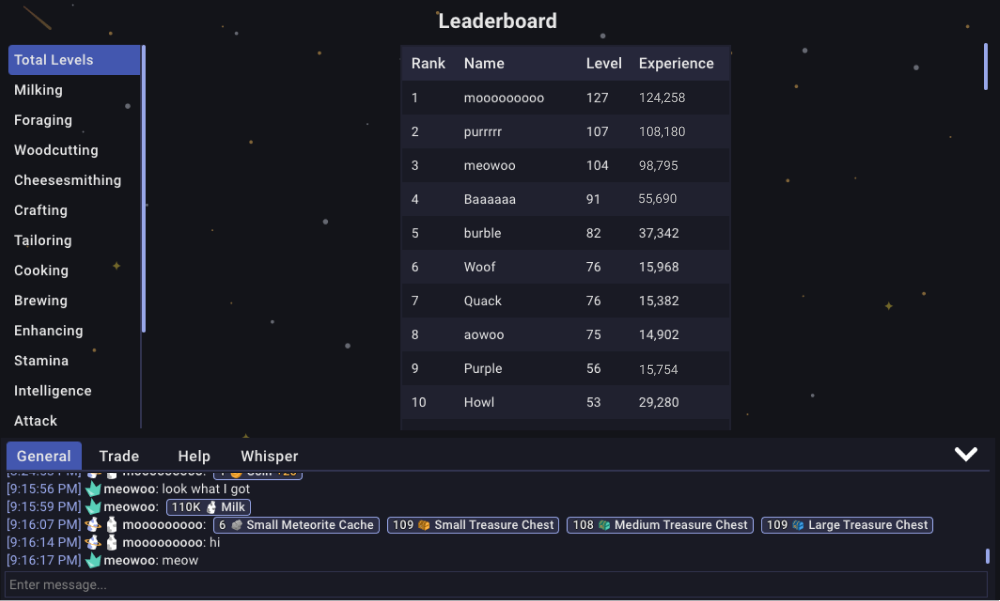 Leaderboard
Total Levels
Milking
Foraging
Woodcutting
Cheesesmithing
Crafting
Tailoring
Cooking
Brewing
Enhancing
Stamina
Intelligence
Attack
Rank Name Level Experience
1 mooooooooo 127 124,258
2 purrrrr 107 108,180
3 meowoo 104 98,795
4 Baaaaaa 91 55,690
5 burble 82 37,342
6 Woof 76 15,968
7 Quack 76 15,382
8 aowoo 75 14,902
9 Purple 56 15,754
10 Howl 53 29,280
General Trade Help Whisper
[9:15:56 PM] meowoo: look what I got
[9:15:59 PM] meowoo: 110K Milk
[9:16:07 PM] mooooooooo: 6 Small Meteorite Cache 109 Small Treasure Chest 108 Medium Treasure Chest 109 Large Treasure Chest
[9:16:14 PM] mooooooooo: hi
[9:16:17 PM] meowoo: meow
Enter message...